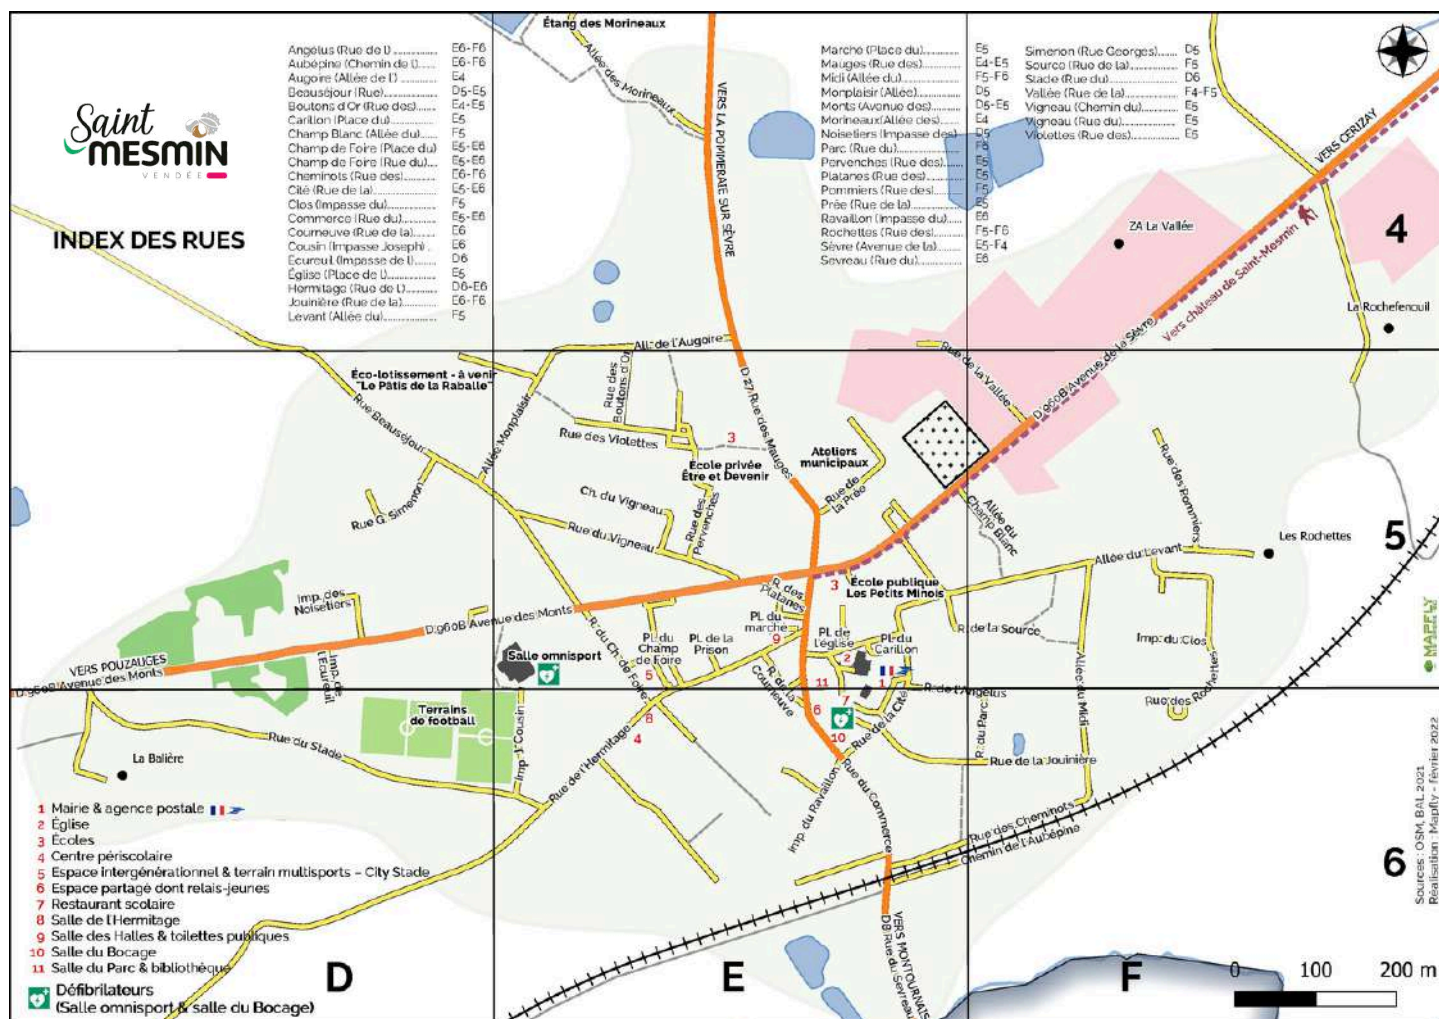 Saint
MESMIN
VENDÉE
INDEX DES RUES
Angélus (Rue de l') E6-F6
Aubépine (Chemin de l') E6-F6
Augoire (Allée de l') E4
Beauséjour (Rue) D5-E5
Boutons d'Or (Rue des) E4-E5
Carillon (Place du) E5
Champ Blanc (Allée du) F5
Champ de Foire (Place du) E5-E6
Champ de Foire (Rue du) E5-E6
Cheminots (Rue des) E6-F6
Cité (Rue de la) E5-E6
Clos (Impasse du) F5
Commerce (Rue du) E5-E6
Courneuve (Rue de la) E6
Cousin (Impasse Joseph) E6
Ecureuil (Impasse de l') D6
Église (Place de l') E5
Hermitage (Rue de l') D6-E6
Jouinière (Rue de la) E6-F6
Levant (Allée du) F5
Marché (Place du) E5
Mauges (Rue des) E4-E5
Midi (Allée du) F5-F6
Monplaisir (Allée) D5
Monts (Avenue des) D5-E5
Morineaux (Allée des) E4
Noisetiers (Impasse des) D5
Parc (Rue du) F6
Pervenches (Rue des) E5
Platanes (Rue des) E5
Pommiers (Rue des) F5
Prée (Rue de la) E5
Ravaillon (Impasse du) E6
Rochettes (Rue des) F5-F6
Sèvre (Avenue de la) E5-F4
Sevreau (Rue du) E6
Simenon (Rue Georges) D5
Source (Rue de la) F5
Stade (Rue du) D6
Vallée (Rue de la) F4-F5
Vigneau (Chemin du) E5
Vigneau (Rue du) E5
Violettes (Rue des) E5
Étang des Morineaux
Allée des Morineaux
VERS LA POMMERAIE SUR SÈVRE
VERS CERIZAY
ZA La Vallée
Vers château de Saint-Mesmin
La Rochefenouil
4
All. de l'Augoire
Éco-lotissement - à venir
"Le Pâtis de la Raballe"
Rue des
Boutons d'Or
D 27 Rue des Mauges
Rue de la Vallée
D 960B Avenue de la Sèvre
Rue Beauséjour
Allée Monplaisir
Rue des Violettes
3
École privée
Être et Devenir
Ateliers
municipaux
Rue des Pommiers
Rue G. Simenon
Ch. du Vigneau
Rue du Vigneau
Rue des
Pervenches
Rue de
la Prée
Allée du
Champ Blanc
Allée du Levant
Les Rochettes
5
Imp. des
Noisetiers
D 960B Avenue des Monts
R. des
Platanes
3
École publique
Les Petits Minois
Pl. du
marché
9
Pl. du
Champ
de Foire
5
Pl. de la
Prison
Pl. de
l'église
2
Pl. du
Carillon
R. de la Source
Imp. du Clos
VERS POUZAUGES
D 960B Avenue des Monts
Imp. de
l'Ecureuil
Salle omnisport
R. du Ch. de Foire
R. de la
Courneuve
11
1
R. de l'Angélus
Allée du Midi
Rue des Rochettes
MAPFLY
Terrains
de football
Rue du Stade
La Balière
Imp. J. Cousin
8
4
Rue de l'Hermitage
6
7
10
Rue de la Cité
R. du Parc
Rue de la Jouinière
Imp. du Ravaillon
Rue du Commerce
Rue des Cheminots
Chemin de l'Aubépine
6
VERS MONTOURNAIS
D8 Rue du Sevreau
1 Mairie & agence postale
2 Église
3 Écoles
4 Centre périscolaire
5 Espace intergénérationnel & terrain multisports – City Stade
6 Espace partagé dont relais-jeunes
7 Restaurant scolaire
8 Salle de l'Hermitage
9 Salle des Halles & toilettes publiques
10 Salle du Bocage
11 Salle du Parc & bibliothèque
Défibrilateurs
(Salle omnisport & salle du Bocage)
D
E
F
0 100 200 m
Sources : OSM, BAL 2021
Réalisation : Mapfly - février 2022